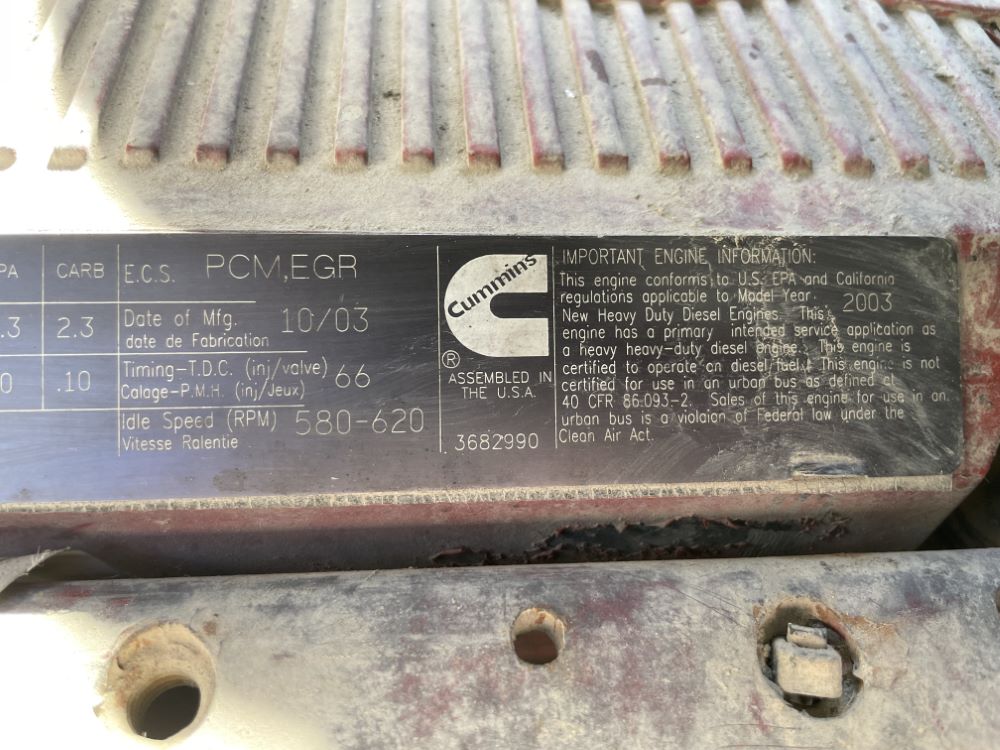 PA CARB E.C.S. PCM,EGR
.3 2.3 Date of Mfg. 10/03
date de Fabrication
0 .10 Timing-T.D.C. (inj/valve) 66
Calage-P.M.H. (inj/Jeux)
Idle Speed (RPM) 580-620
Vitesse Ralentie
Cummins
®
ASSEMBLED IN
THE U.S.A.
3682990
IMPORTANT ENGINE INFORMATION:
This engine conforms to U.S. EPA and California
regulations applicable to Model Year. 2003
New Heavy Duty Diesel Engines. This
engine has a primary intended service application as
a heavy heavy-duty diesel engine. This engine is
certified to operate on diesel fuel. This engine is not
certified for use in an urban bus as defined at
40 CFR 86.093-2. Sales of this engine for use in an
urban bus is a violaion of Federal law under the
Clean Air Act.